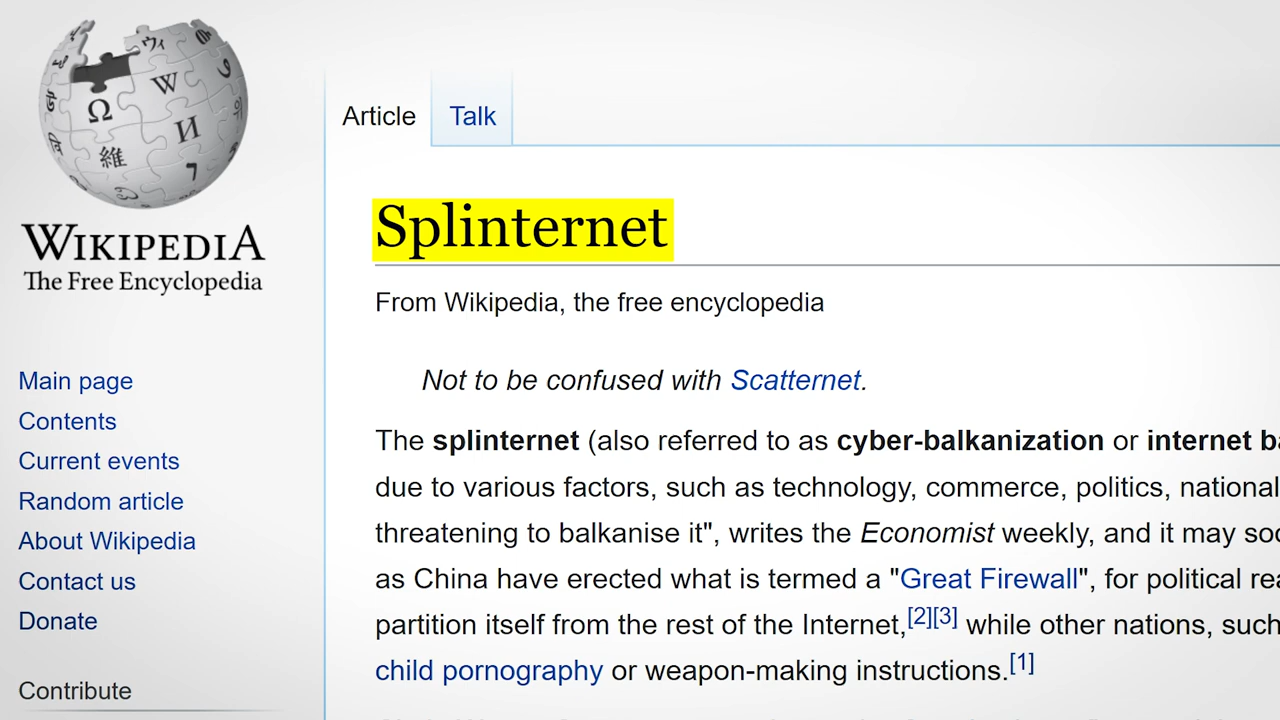 WIKIPEDIA
The Free Encyclopedia
Main page
Contents
Current events
Random article
About Wikipedia
Contact us
Donate
Contribute
Article Talk
Splinternet
From Wikipedia, the free encyclopedia
Not to be confused with Scatternet.
The splinternet (also referred to as cyber-balkanization or internet
due to various factors, such as technology, commerce, politics, national
threatening to balkanise it", writes the Economist weekly, and it may
as China have erected what is termed a "Great Firewall", for political
partition itself from the rest of the Internet,[2][3] while other nations, such
child pornography or weapon-making instructions.[1]